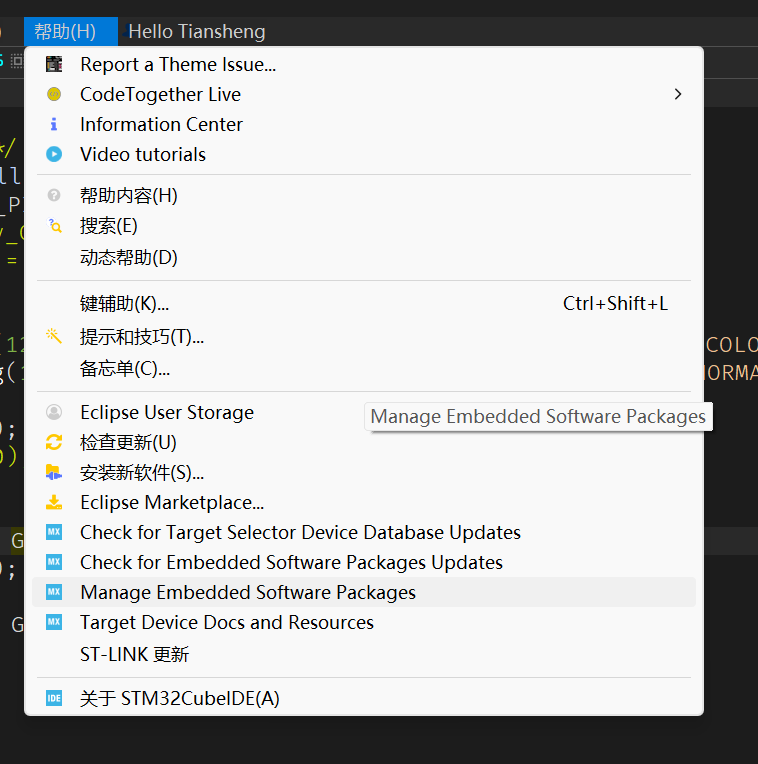 帮助(H) Hello Tiansheng
Report a Theme Issue...
CodeTogether Live
Information Center
Video tutorials
帮助内容(H)
搜索(E)
动态帮助(D)
键辅助(K)... Ctrl+Shift+L
提示和技巧(T)...
备忘单(C)...
Eclipse User Storage
Manage Embedded Software Packages
检查更新(U)
安装新软件(S)...
Eclipse Marketplace...
Check for Target Selector Device Database Updates
Check for Embedded Software Packages Updates
Manage Embedded Software Packages
Target Device Docs and Resources
ST-LINK 更新
关于 STM32CubeIDE(A)